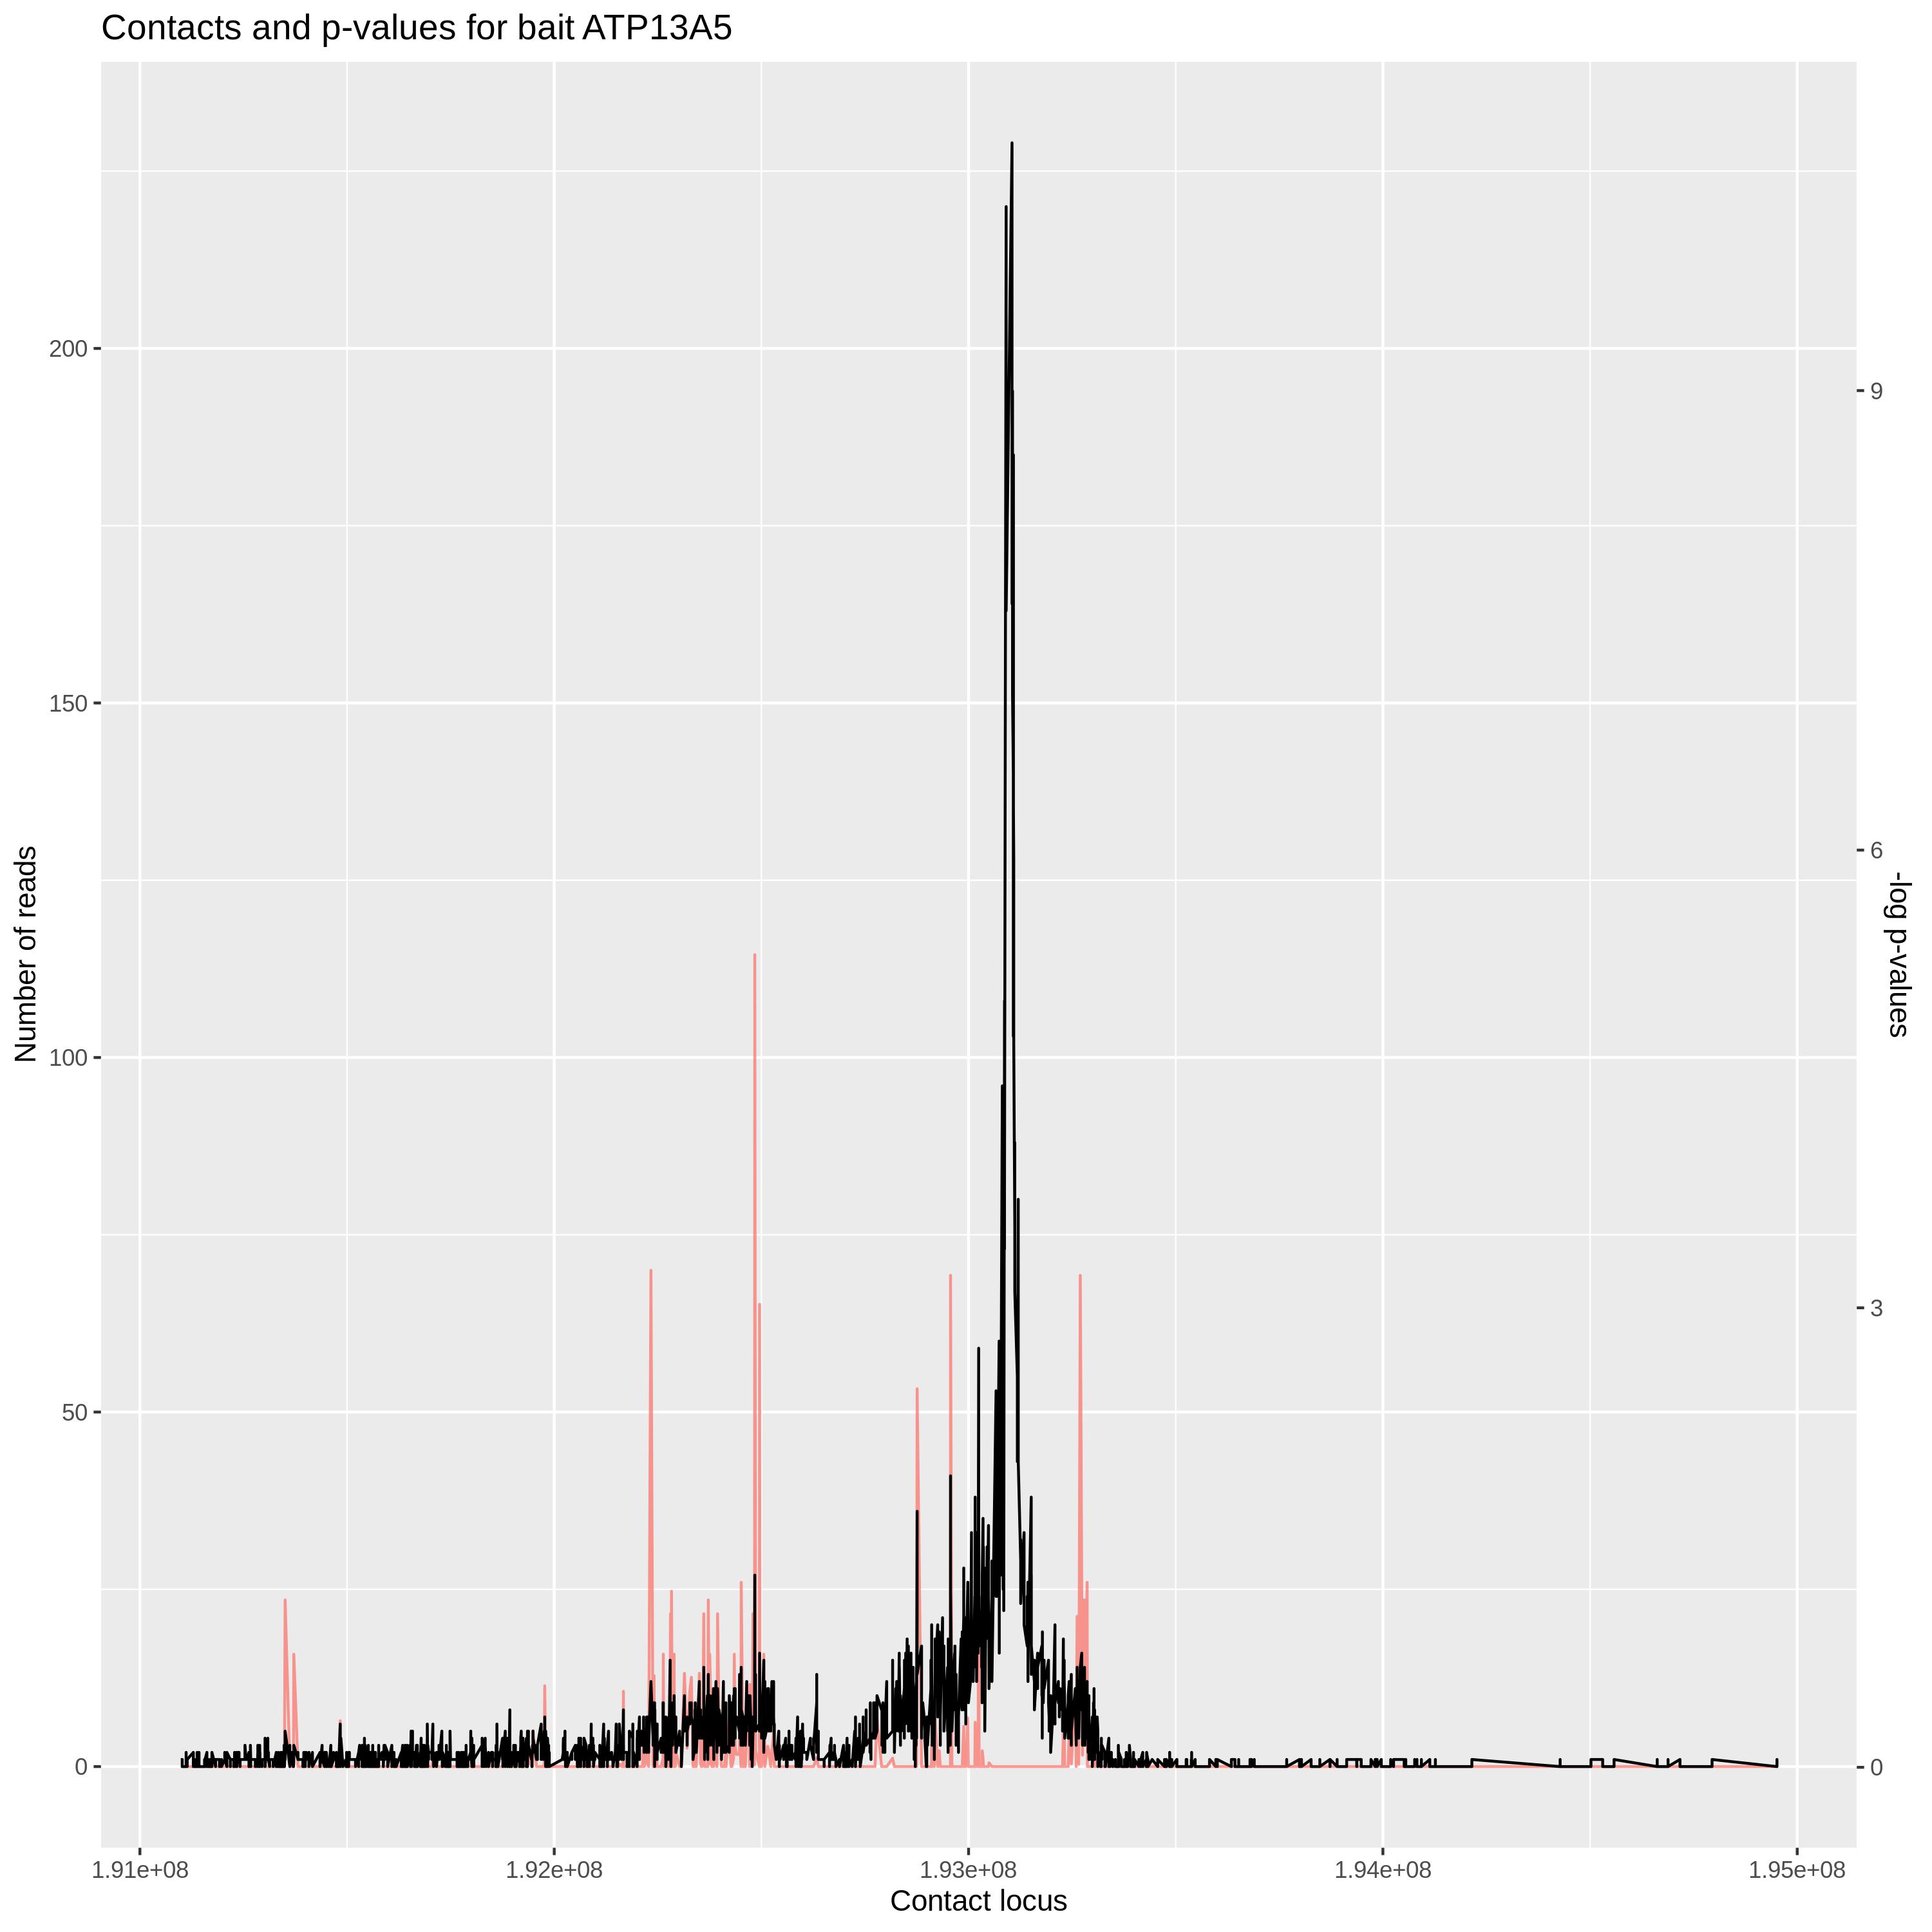 Contacts and p-values for bait ATP13A5
200
150
100
50
0
9
6
3
0
Number of reads
-log p-values
1.91e+08
1.92e+08
1.93e+08
1.94e+08
1.95e+08
Contact locus